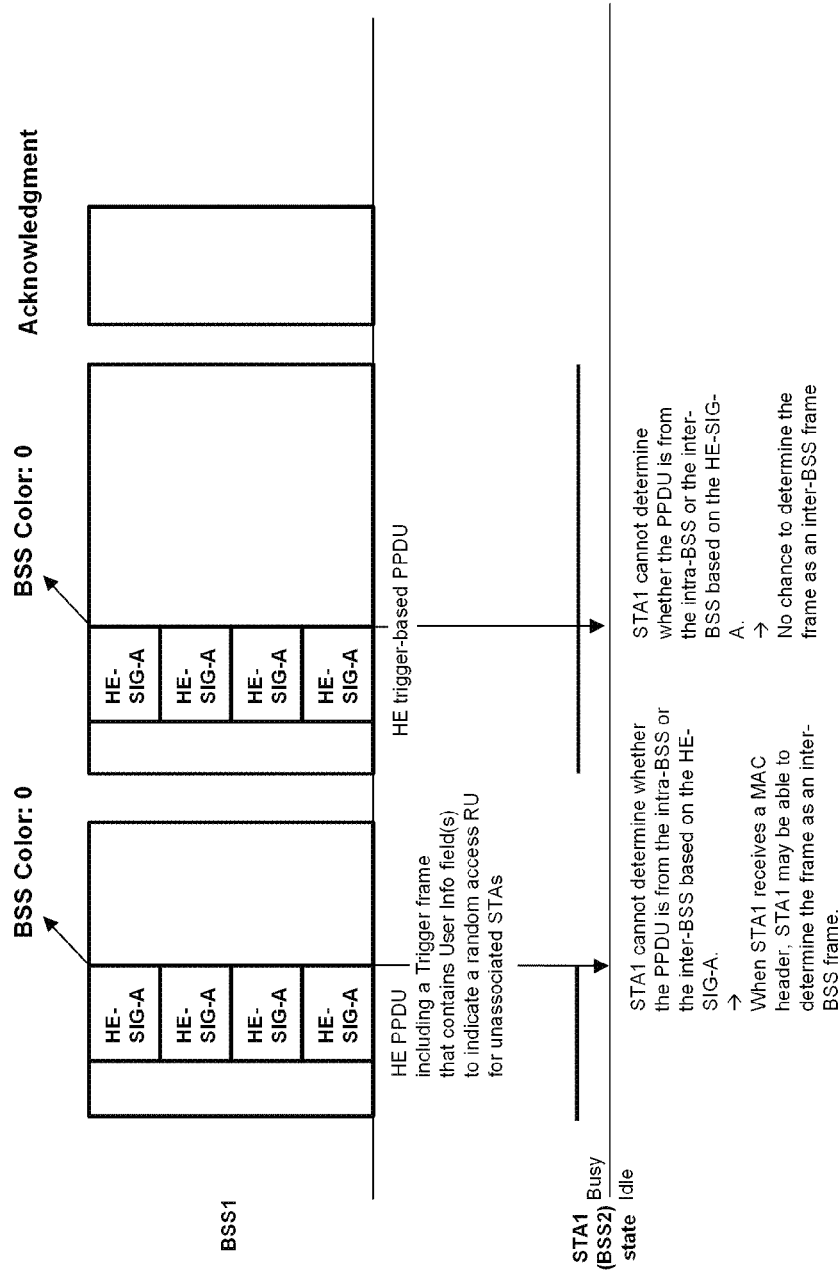 BSS Color: 0
BSS Color: 0
Acknowledgment
BSS1
HE-
SIG-A
HE-
SIG-A
HE-
SIG-A
HE-
SIG-A
HE-
SIG-A
HE-
SIG-A
HE-
SIG-A
HE-
SIG-A
HE PPDU
including a Trigger frame
that contains User Info field(s)
to indicate a random access RU
for unassociated STAs
HE trigger-based PPDU
STA1
(BSS2)
state
Busy
Idle
STA1 cannot determine whether
the PPDU is from the intra-BSS or
the inter-BSS based on the HE-
SIG-A.
→
When STA1 receives a MAC
header, STA1 may be able to
determine the frame as an inter-
BSS frame.
STA1 cannot determine
whether the PPDU is from
the intra-BSS or the inter-
BSS based on the HE-SIG-
A.
→
No chance to determine the
frame as an inter-BSS frame